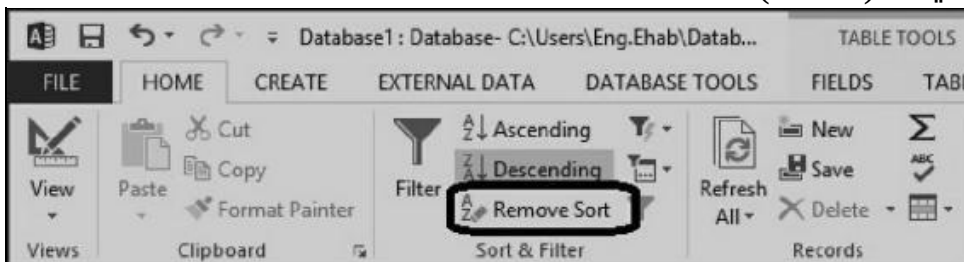 Database1 : Database- C:\Users\Eng.Ehab\Datab... TABLE TOOLS
FILE HOME CREATE EXTERNAL DATA DATABASE TOOLS FIELDS
View
Views
Paste
Cut
Copy
Format Painter
Clipboard
Filter
Ascending
Descending
Remove Sort
Sort & Filter
Refresh
All
New
Save
Delete
Records